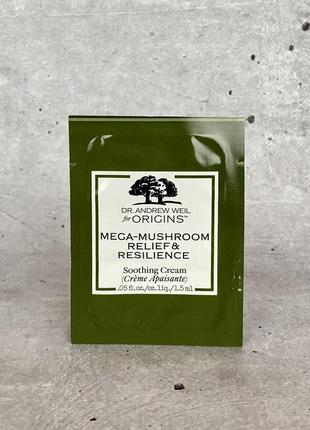 DR. ANDREW WEIL
for ORIGINS™
MEGA-MUSHROOM
RELIEF &
RESILIENCE
Soothing Cream
(Crème Apaisante)
.05 fl.oz./oz. liq./1.5 ml